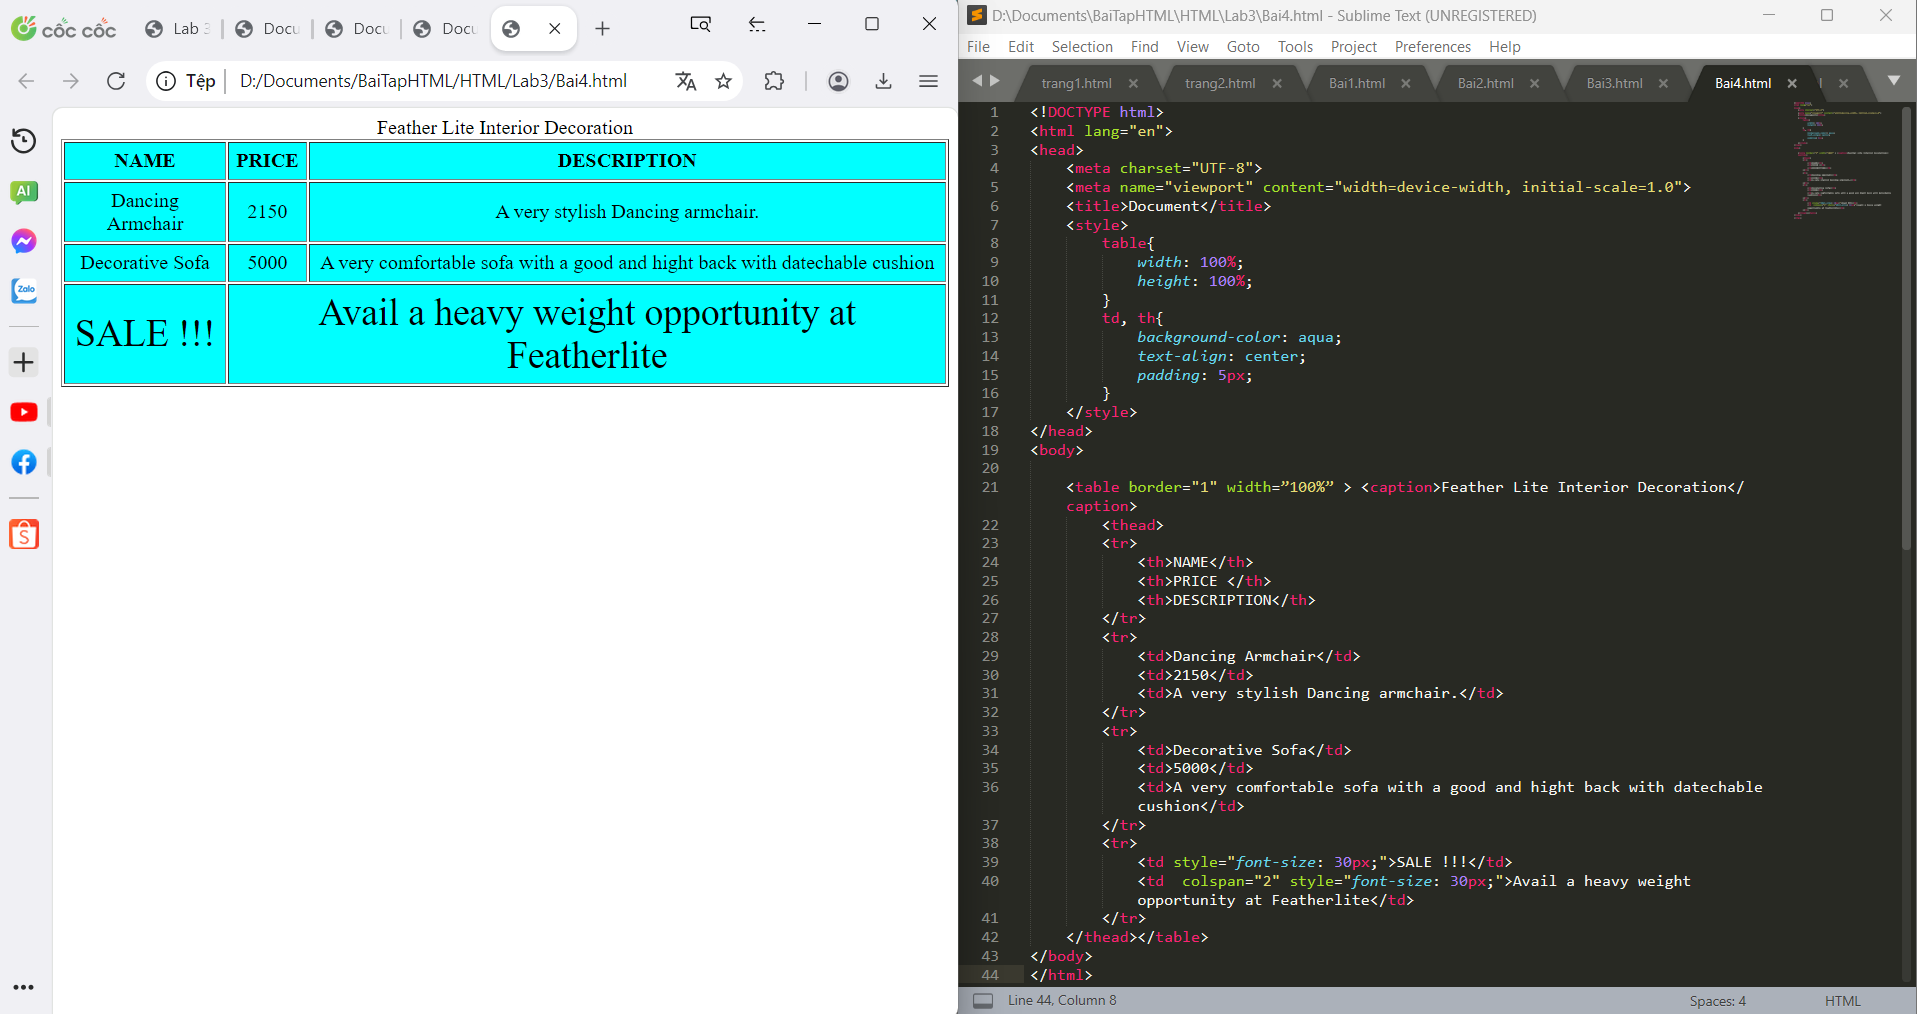 cốc cốc
Lab 3
Docu
Docu
Docu
Tệp
D:/Documents/BaiTapHTML/HTML/Lab3/Bai4.html
AI
Zalo
Feather Lite Interior Decoration
NAME PRICE DESCRIPTION
Dancing
Armchair
2150
A very stylish Dancing armchair.
Decorative Sofa 5000 A very comfortable sofa with a good and hight back with datechable cushion
SALE !!!
Avail a heavy weight opportunity at
Featherlite
D:\Documents\BaiTapHTML\HTML\Lab3\Bai4.html - Sublime Text (UNREGISTERED)
File Edit Selection Find View Goto Tools Project Preferences Help
trang1.html trang2.html Bai1.html Bai2.html Bai3.html Bai4.html
1 <!DOCTYPE html>
2 <html lang="en">
3 <head>
4 <meta charset="UTF-8">
5 <meta name="viewport" content="width=device-width, initial-scale=1.0">
6 <title>Document</title>
7 <style>
8 table{
9 width: 100%;
10 height: 100%;
11 }
12 td, th{
13 background-color: aqua;
14 text-align: center;
15 padding: 5px;
16 }
17 </style>
18 </head>
19 <body>
20
21 <table border="1" width=”100%” > <caption>Feather Lite Interior Decoration</
caption>
22 <thead>
23 <tr>
24 <th>NAME</th>
25 <th>PRICE </th>
26 <th>DESCRIPTION</th>
27 </tr>
28 <tr>
29 <td>Dancing Armchair</td>
30 <td>2150</td>
31 <td>A very stylish Dancing armchair.</td>
32 </tr>
33 <tr>
34 <td>Decorative Sofa</td>
35 <td>5000</td>
36 <td>A very comfortable sofa with a good and hight back with datechable
cushion</td>
37 </tr>
38 <tr>
39 <td style="font-size: 30px;">SALE !!!</td>
40 <td  colspan="2" style="font-size: 30px;">Avail a heavy weight
opportunity at Featherlite</td>
41 </tr>
42 </thead></table>
43 </body>
44 </html>
Line 44, Column 8
Spaces: 4
HTML